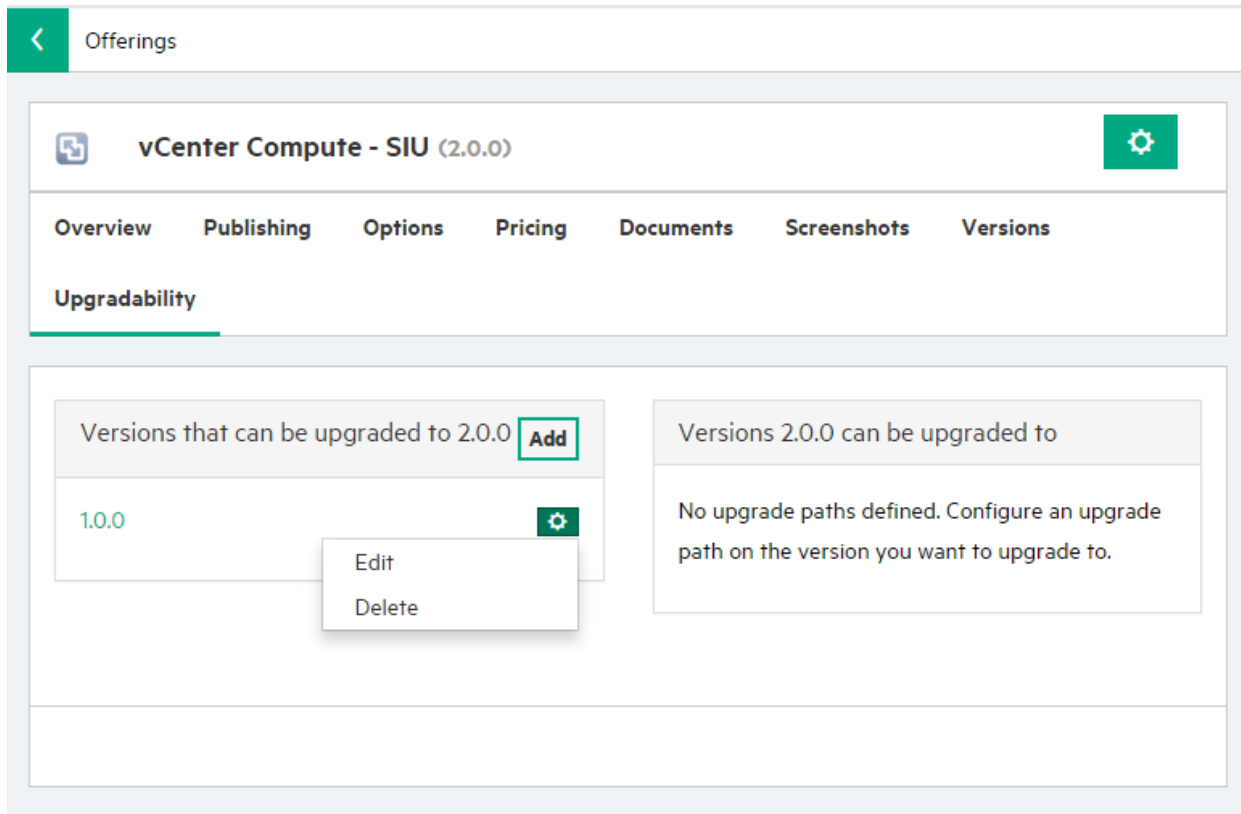 Offerings
vCenter Compute - SIU (2.0.0)
Overview Publishing Options Pricing Documents Screenshots Versions
Upgradability
Versions that can be upgraded to 2.0.0 Add
1.0.0
Edit
Delete
Versions 2.0.0 can be upgraded to
No upgrade paths defined. Configure an upgrade
path on the version you want to upgrade to.